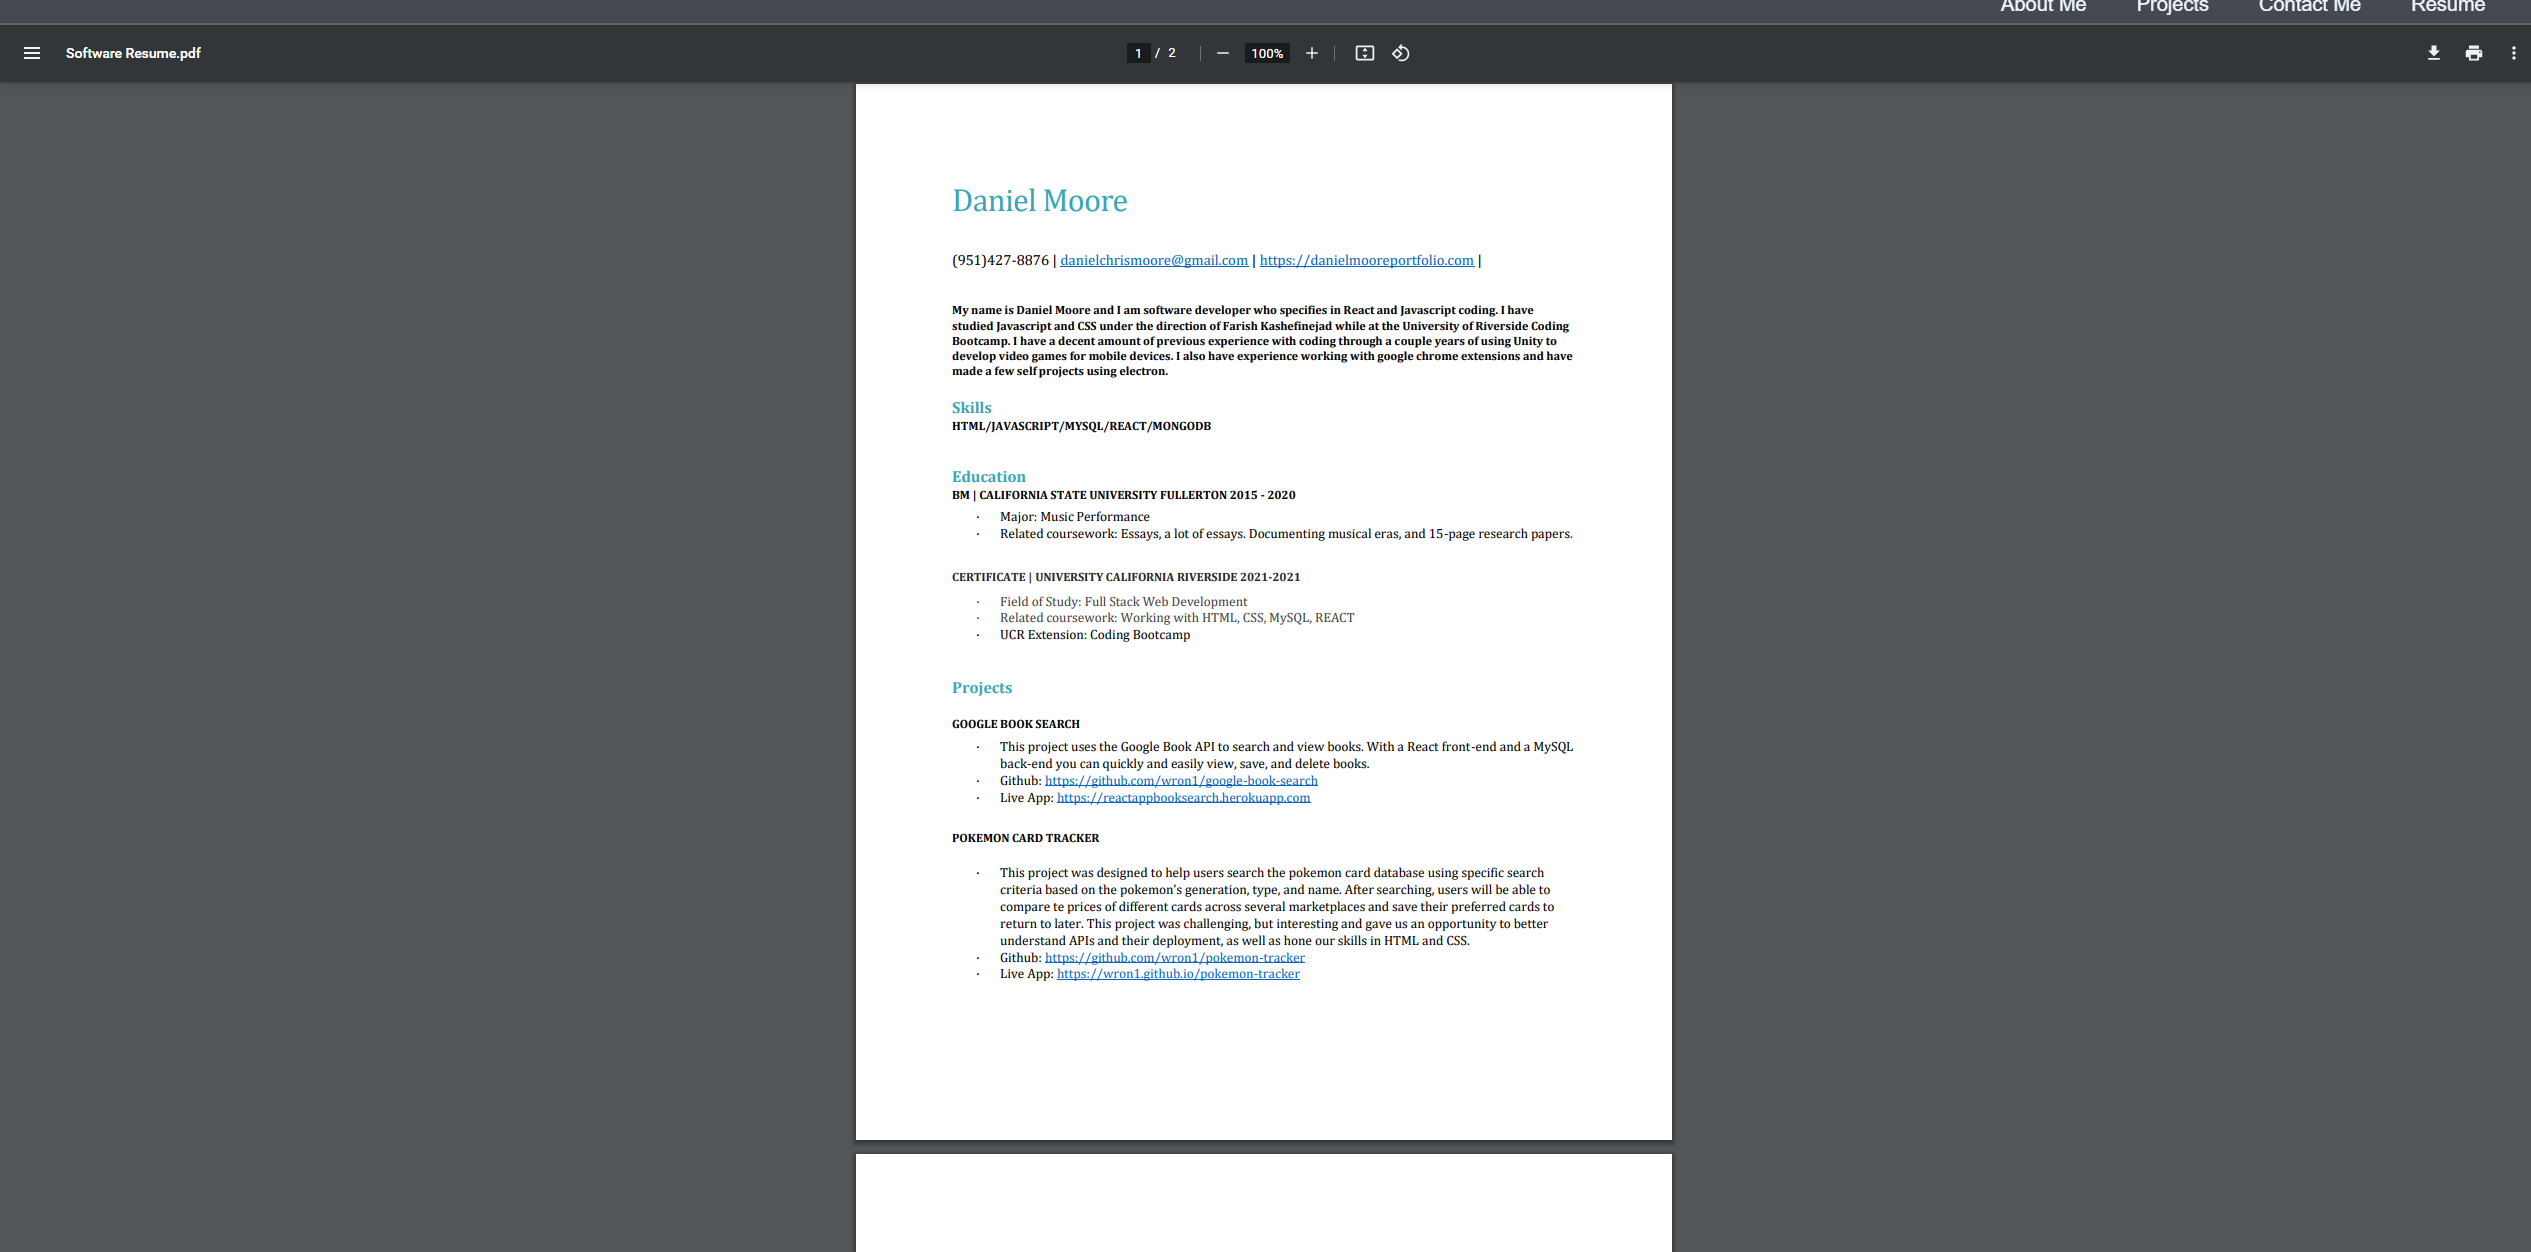 About Me Projects Contact Me Resume
Software Resume.pdf 1 / 2 100%
Daniel Moore
(951)427-8876 | danielchrismoore@gmail.com | https://danielmooreportfolio.com |
My name is Daniel Moore and I am software developer who specifies in React and Javascript coding. I have
studied Javascript and CSS under the direction of Farish Kashefinejad while at the University of Riverside Coding
Bootcamp. I have a decent amount of previous experience with coding through a couple years of using Unity to
develop video games for mobile devices. I also have experience working with google chrome extensions and have
made a few self projects using electron.
Skills
HTML/JAVASCRIPT/MYSQL/REACT/MONGODB
Education
BM | CALIFORNIA STATE UNIVERSITY FULLERTON 2015 - 2020
· Major: Music Performance
· Related coursework: Essays, a lot of essays. Documenting musical eras, and 15-page research papers.
CERTIFICATE | UNIVERSITY CALIFORNIA RIVERSIDE 2021-2021
· Field of Study: Full Stack Web Development
· Related coursework: Working with HTML, CSS, MySQL, REACT
· UCR Extension: Coding Bootcamp
Projects
GOOGLE BOOK SEARCH
· This project uses the Google Book API to search and view books. With a React front-end and a MySQL
back-end you can quickly and easily view, save, and delete books.
· Github: https://github.com/wron1/google-book-search
· Live App: https://reactappbooksearch.herokuapp.com
POKEMON CARD TRACKER
· This project was designed to help users search the pokemon card database using specific search
criteria based on the pokemon's generation, type, and name. After searching, users will be able to
compare te prices of different cards across several marketplaces and save their preferred cards to
return to later. This project was challenging, but interesting and gave us an opportunity to better
understand APIs and their deployment, as well as hone our skills in HTML and CSS.
· Github: https://github.com/wron1/pokemon-tracker
· Live App: https://wron1.github.io/pokemon-tracker